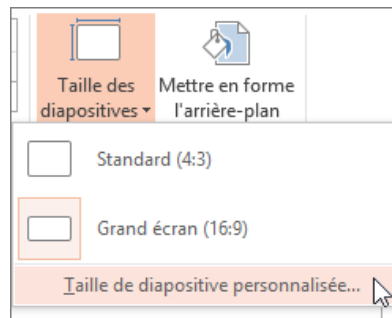 Taille des
diapositives
Mettre en forme
l'arrière-plan
Standard (4:3)
Grand écran (16:9)
Taille de diapositive personnalisée...